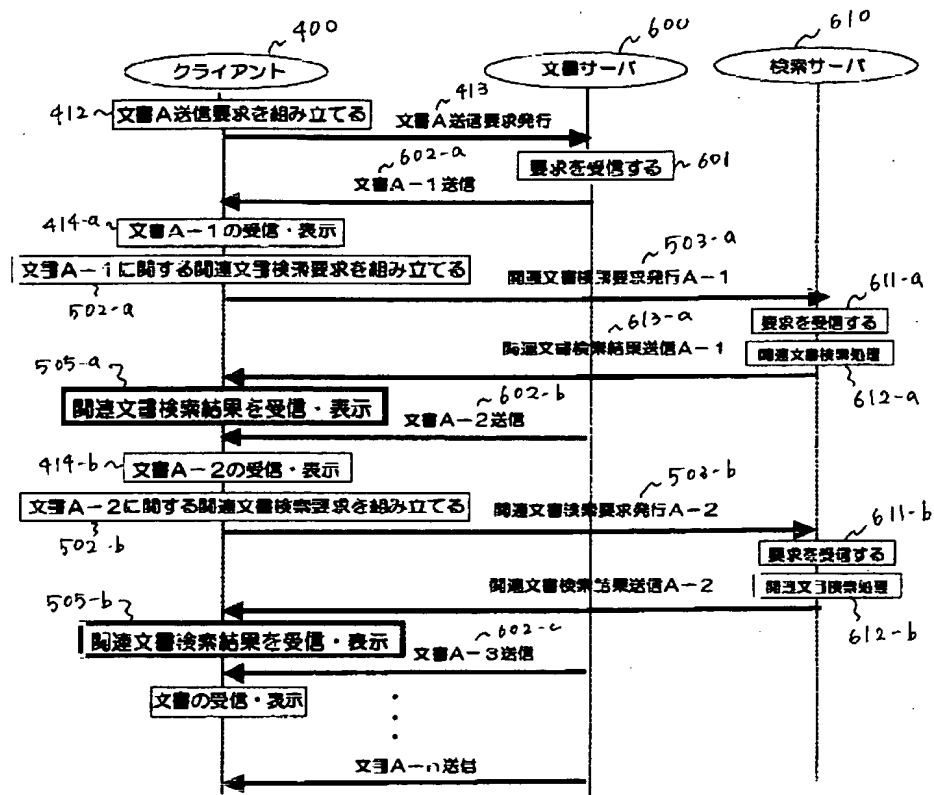 400
600
610
クライアント
文書サーバ
検索サーバ
412
文書A送信要求を組み立てる
413
文書A送信要求発行
602-a
要求を受信する
601
文書A-1送信
414-a
文書A-1の受信・表示
503-a
文書A-1に関する関連文書検索要求を組み立てる
関連文書検索要求発行A-1
502-a
611-a
613-a
要求を受信する
関連文書検索結果送信A-1
関連文書検索処理
505-a
602-b
612-a
関連文書検索結果を受信・表示
文書A-2送信
414-b
文書A-2の受信・表示
503-b
文書A-2に関する関連文書検索要求を組み立てる
関連文書検索要求発行A-2
502-b
611-b
要求を受信する
関連文書検索結果送信A-2
関連文書検索処理
505-b
602-c
612-b
関連文書検索結果を受信・表示
文書A-3送信
文書の受信・表示
文書A-n送信